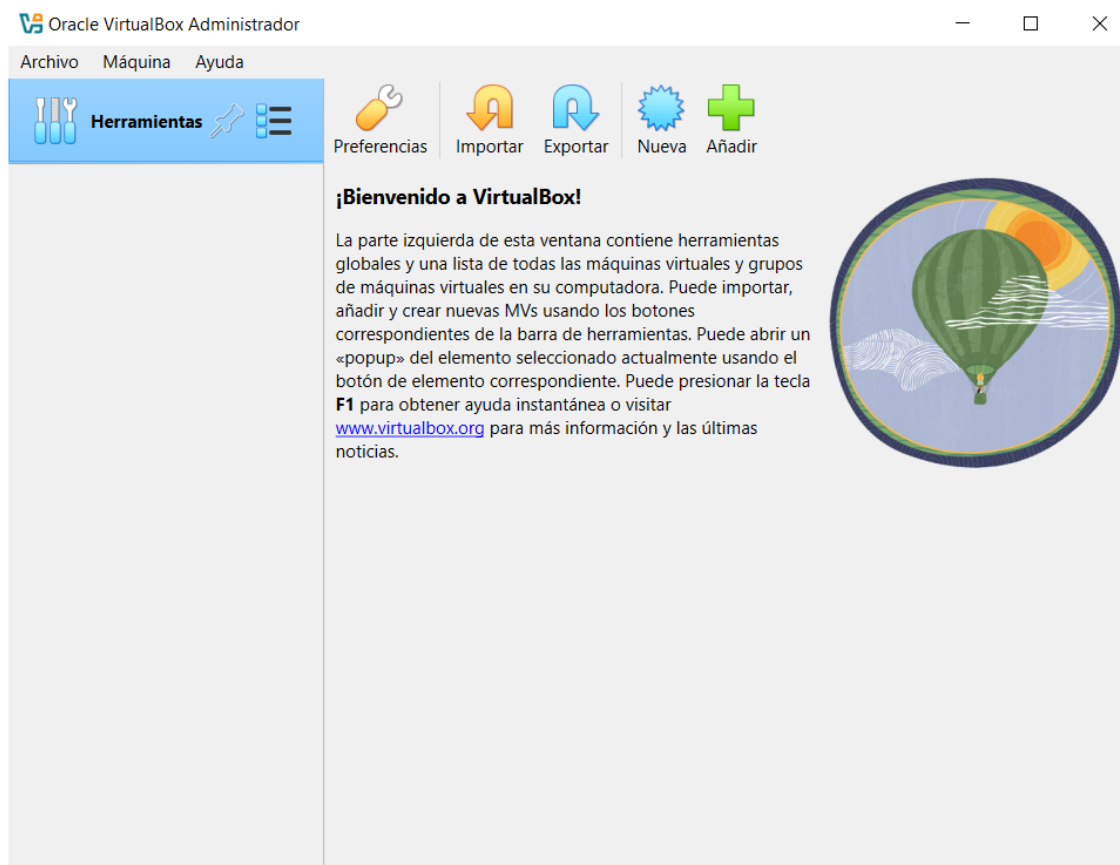 Oracle VirtualBox Administrador
Archivo Máquina Ayuda
Herramientas
Preferencias Importar Exportar Nueva Añadir
¡Bienvenido a VirtualBox!
La parte izquierda de esta ventana contiene herramientas
globales y una lista de todas las máquinas virtuales y grupos
de máquinas virtuales en su computadora. Puede importar,
añadir y crear nuevas MVs usando los botones
correspondientes de la barra de herramientas. Puede abrir un
«popup» del elemento seleccionado actualmente usando el
botón de elemento correspondiente. Puede presionar la tecla
F1 para obtener ayuda instantánea o visitar
www.virtualbox.org para más información y las últimas
noticias.